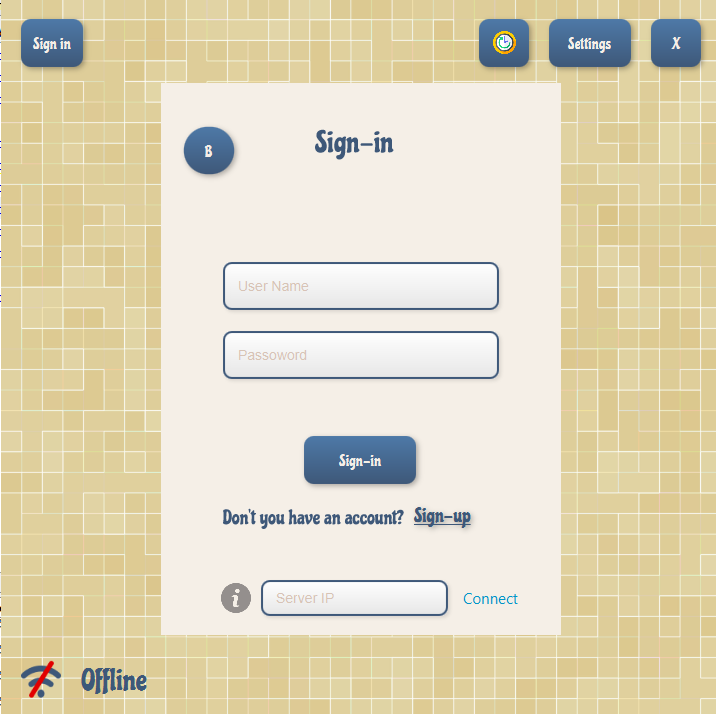 Sign in
Settings
X
B
Sign-in
User Name
Passoword
Sign-in
Don't you have an account? Sign-up
i
Server IP
Connect
Offline